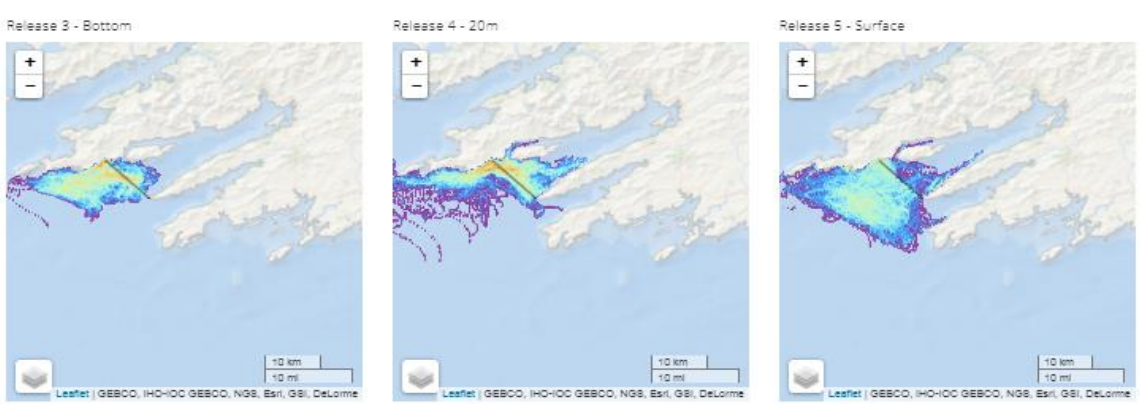 Release 3 - Bottom
Release 4 - 20m
Release 5 - Surface
+
−
+
−
+
−
10 km
10 mi
10 km
10 mi
10 km
10 mi
Leaflet | GEBCO, IHO-IOC GEBCO, NGS, Esri, GSI, DeLorme
Leaflet | GEBCO, IHO-IOC GEBCO, NGS, Esri, GSI, DeLorme
Leaflet | GEBCO, IHO-IOC GEBCO, NGS, Esri, GSI, DeLorme